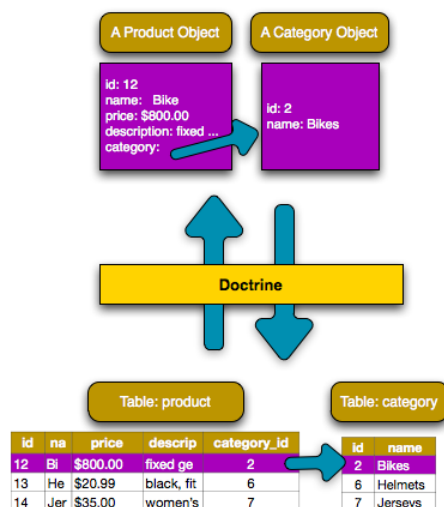 A Product Object
A Category Object
id: 12
name: Bike
price: $800.00
description: fixed ...
category:
id: 2
name: Bikes
Doctrine
Table: product
Table: category
id na price descrip category_id
12 Bi $800.00 fixed ge 2
13 He $20.99 black, fit 6
14 Jer $35.00 women's 7
id name
2 Bikes
6 Helmets
7 Jerseys